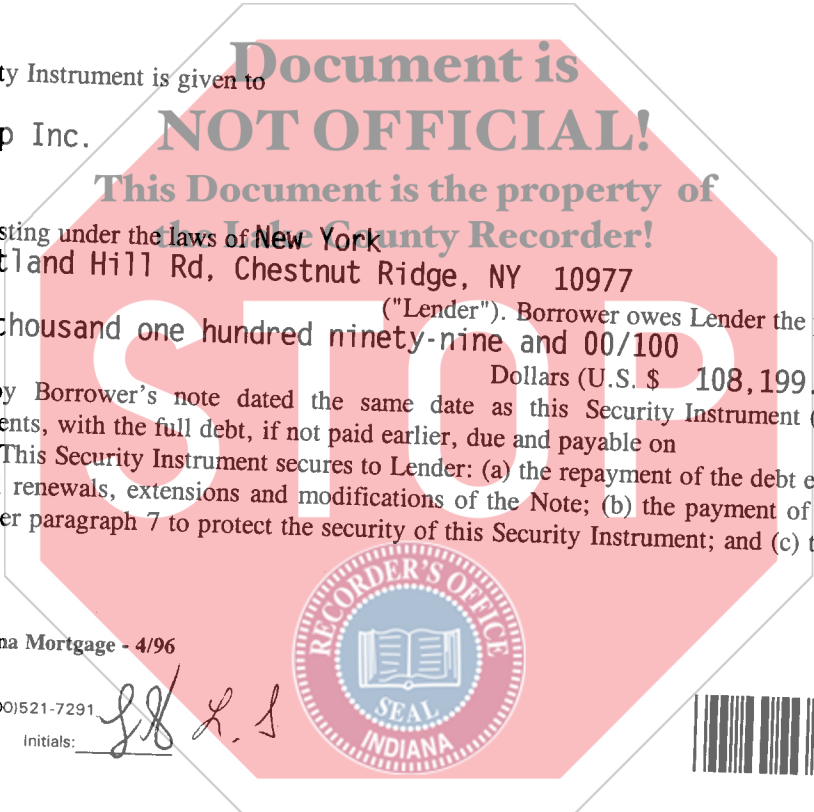 Document is
NOT OFFICIAL!
This Document is the property of
the Lake County Recorder!
STOP
ty Instrument is given to
p Inc.
sting under the laws of New York
tland Hill Rd, Chestnut Ridge, NY 10977
("Lender"). Borrower owes Lender the
thousand one hundred ninety-nine and 00/100
Dollars (U.S. $ 108,199.
y Borrower's note dated the same date as this Security Instrument (
ents, with the full debt, if not paid earlier, due and payable on
This Security Instrument secures to Lender: (a) the repayment of the debt e
renewals, extensions and modifications of the Note; (b) the payment of
er paragraph 7 to protect the security of this Security Instrument; and (c) t
RECORDER'S OFFICE
SEAL
INDIANA
na Mortgage - 4/96
00)521-7291
Initials:
L. S